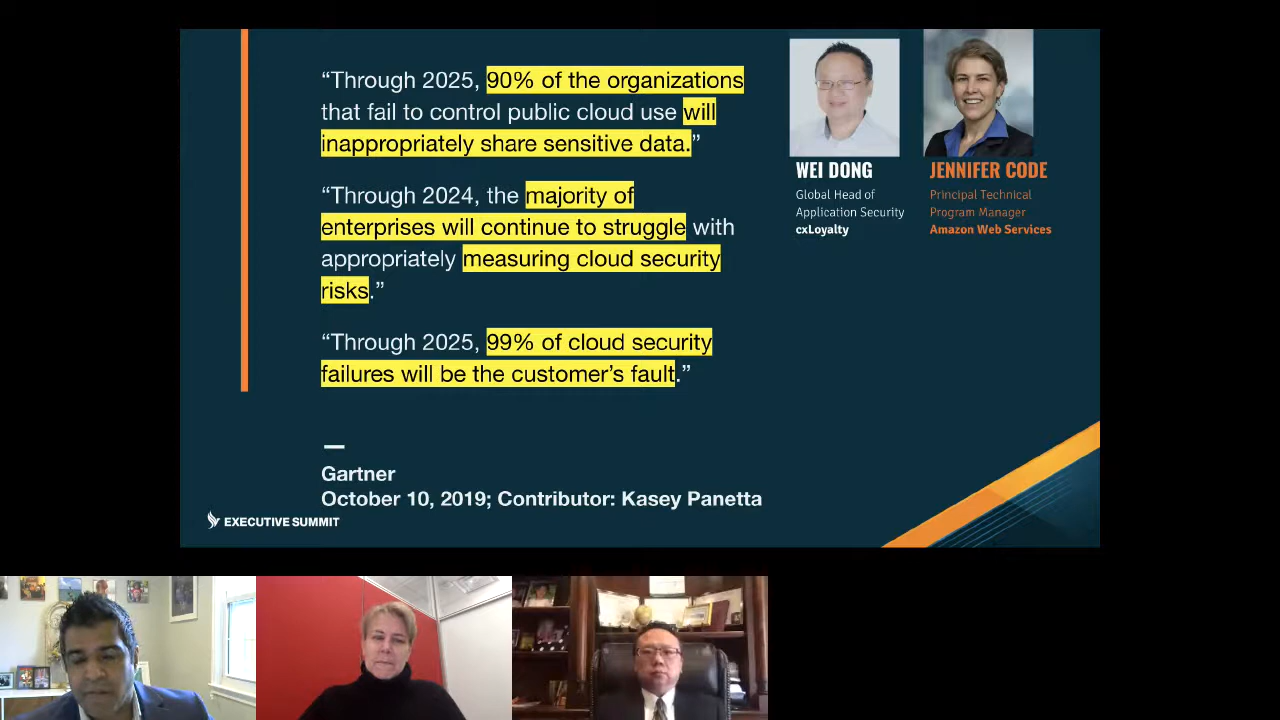 “Through 2025, 90% of the organizations
that fail to control public cloud use will
inappropriately share sensitive data.”
“Through 2024, the majority of
enterprises will continue to struggle with
appropriately measuring cloud security
risks.”
“Through 2025, 99% of cloud security
failures will be the customer’s fault.”
—
Gartner
October 10, 2019; Contributor: Kasey Panetta
EXECUTIVE SUMMIT
WEI DONG
Global Head of
Application Security
cxLoyalty
JENNIFER CODE
Principal Technical
Program Manager
Amazon Web Services